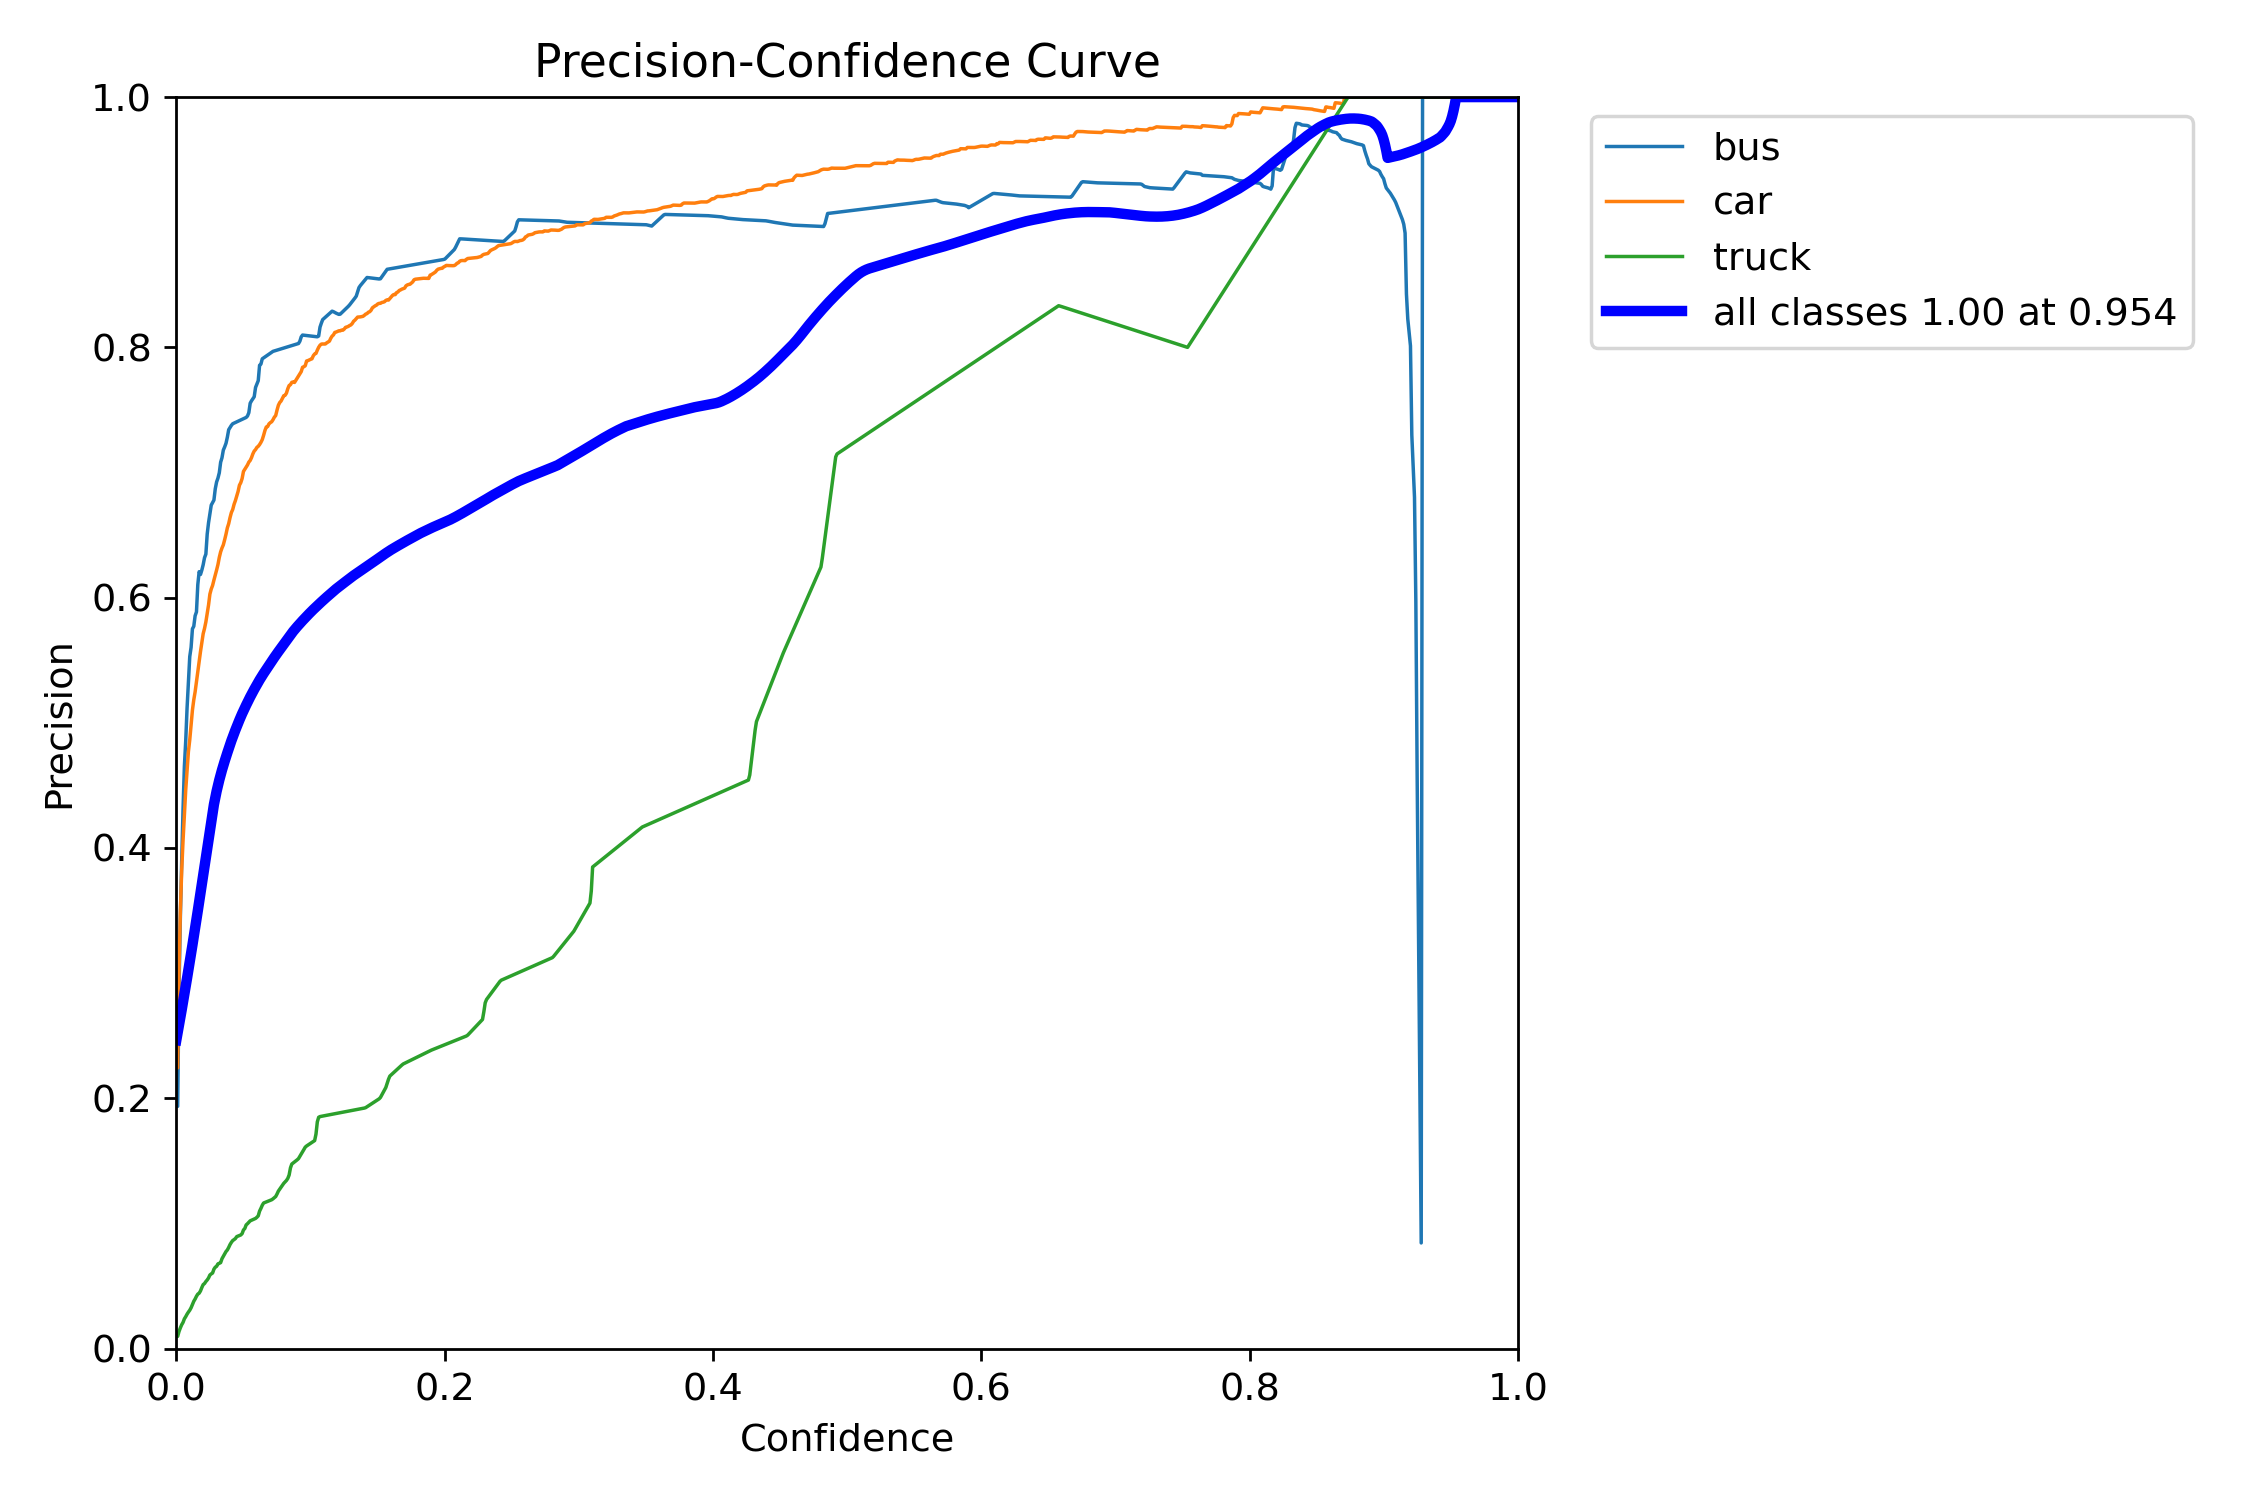 Precision-Confidence Curve
1.0
0.8
0.6
0.4
0.2
0.0
Precision
0.0 0.2 0.4 0.6 0.8 1.0
Confidence
bus
car
truck
all classes 1.00 at 0.954